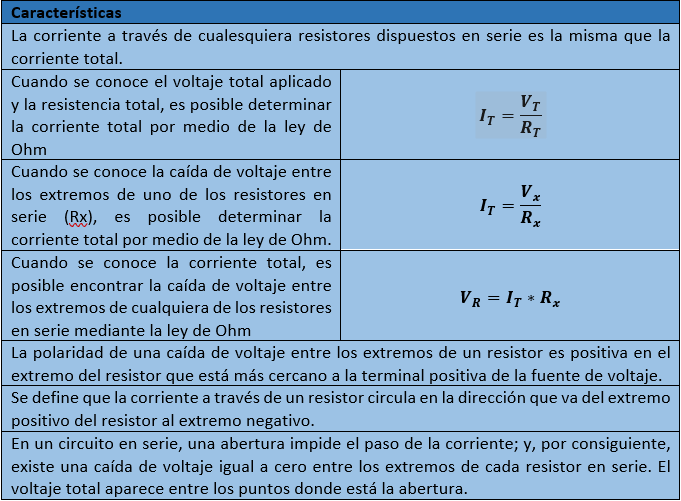 Características
La corriente a través de cualesquiera resistores dispuestos en serie es la misma que la
corriente total.
Cuando se conoce el voltaje total aplicado
y la resistencia total, es posible determinar
la corriente total por medio de la ley de
Ohm
I_T = V_T / R_T
Cuando se conoce la caída de voltaje entre
los extremos de uno de los resistores en
serie (Rx), es posible determinar la
corriente total por medio de la ley de Ohm.
I_T = V_x / R_x
Cuando se conoce la corriente total, es
posible encontrar la caída de voltaje entre
los extremos de cualquiera de los resistores
en serie mediante la ley de Ohm
V_R = I_T * R_x
La polaridad de una caída de voltaje entre los extremos de un resistor es positiva en el
extremo del resistor que está más cercano a la terminal positiva de la fuente de voltaje.
Se define que la corriente a través de un resistor circula en la dirección que va del extremo
positivo del resistor al extremo negativo.
En un circuito en serie, una abertura impide el paso de la corriente; y, por consiguiente,
existe una caída de voltaje igual a cero entre los extremos de cada resistor en serie. El
voltaje total aparece entre los puntos donde está la abertura.